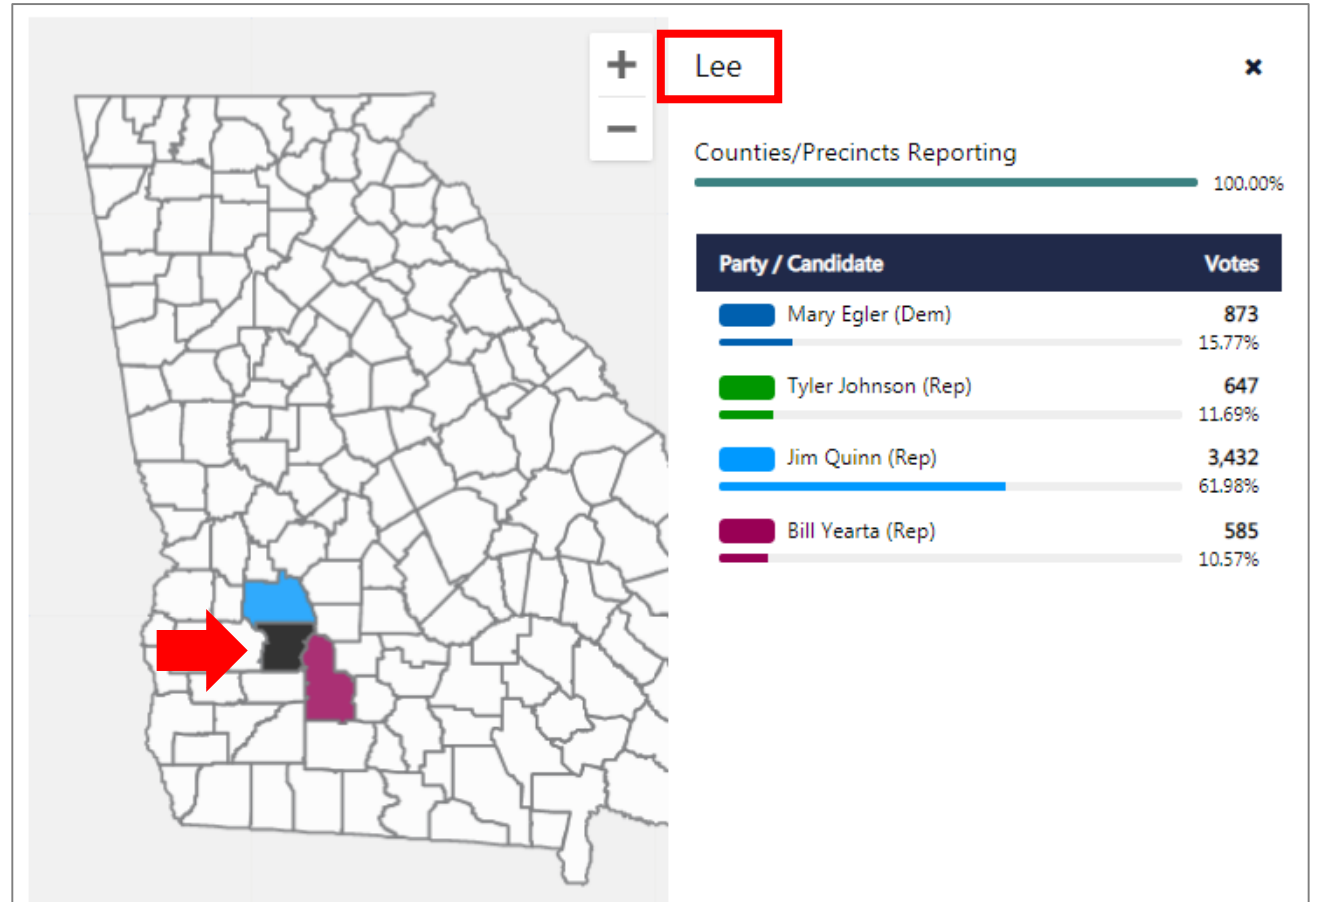 Lee
Counties/Precincts Reporting
100.00%
Party / Candidate Votes
Mary Egler (Dem) 873
15.77%
Tyler Johnson (Rep) 647
11.69%
Jim Quinn (Rep) 3,432
61.98%
Bill Yearta (Rep) 585
10.57%